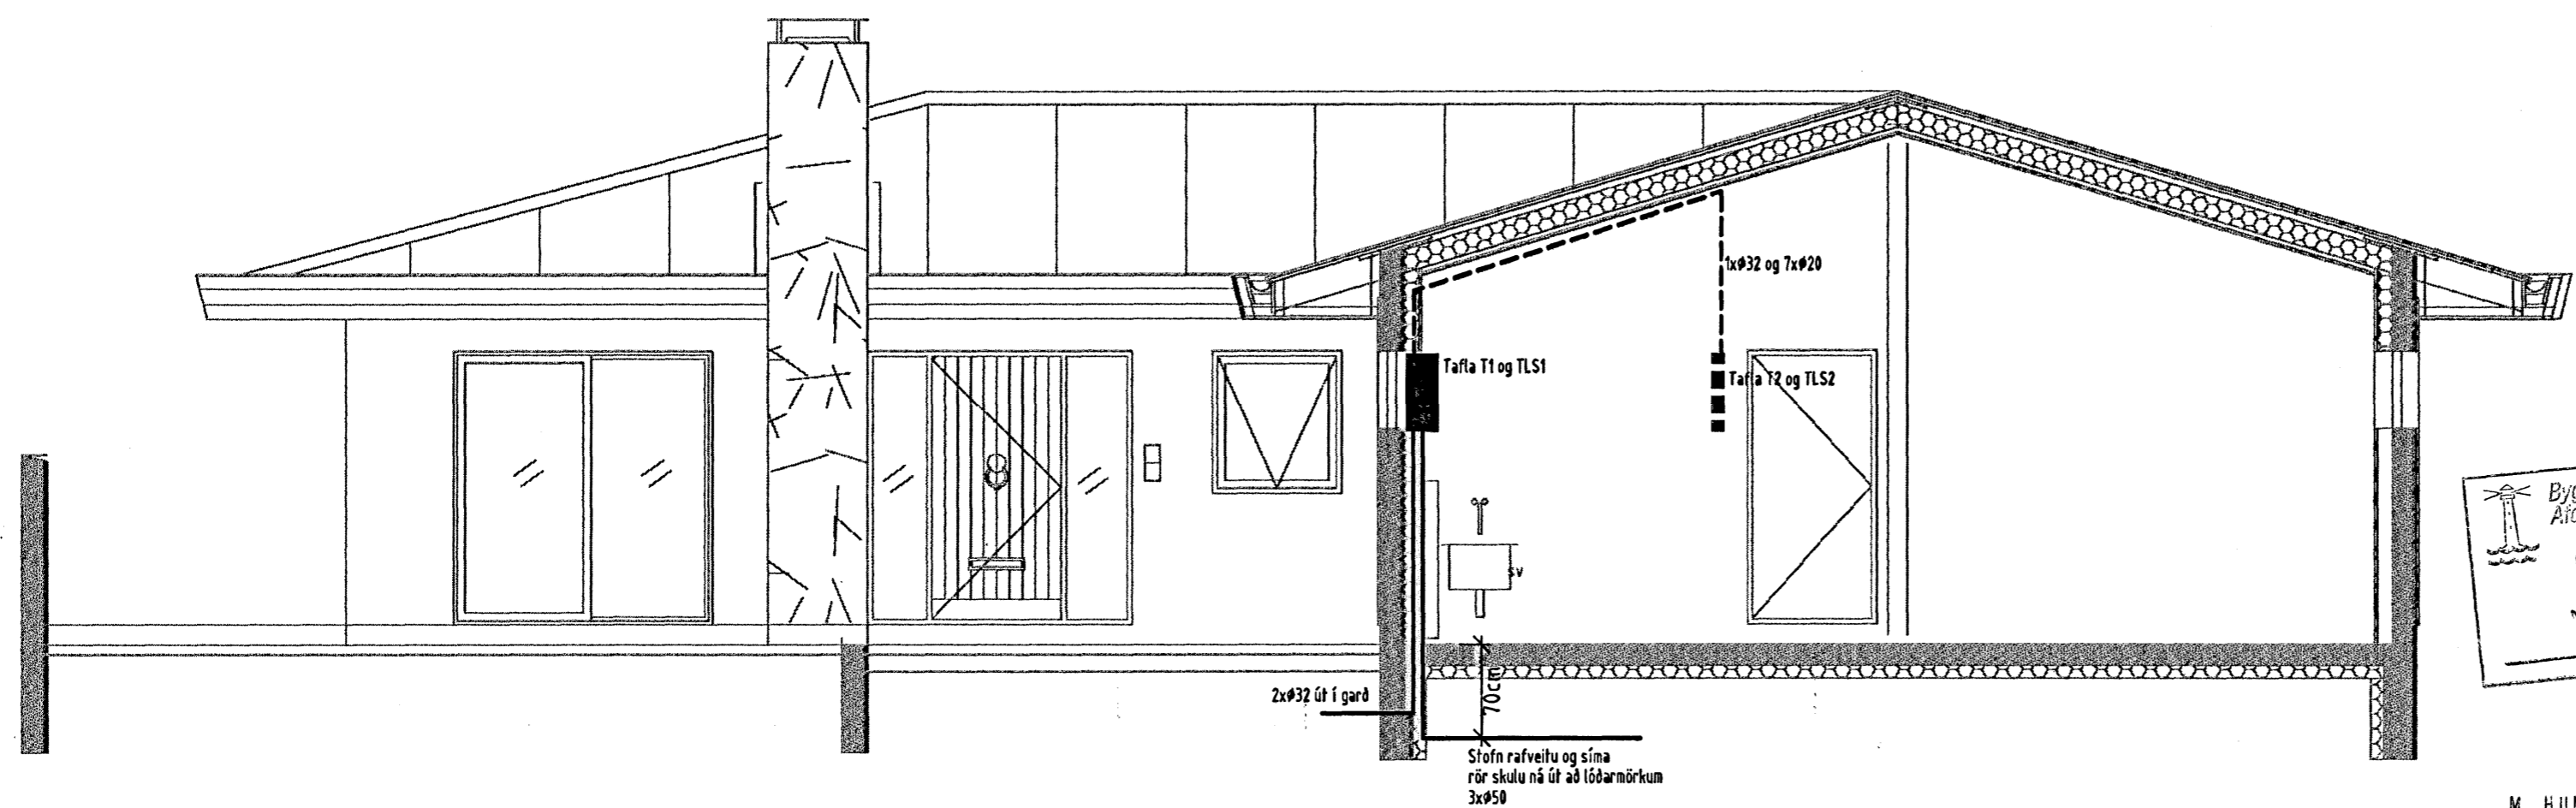 1xø32 og 7xø20
Tafla T1 og TLS1
Tafla T2 og TLS2
sv
2xø32 út í garð
70cm
Stofn rafveitu og síma
rör skulu ná út að lóðarmörkum
3xø50